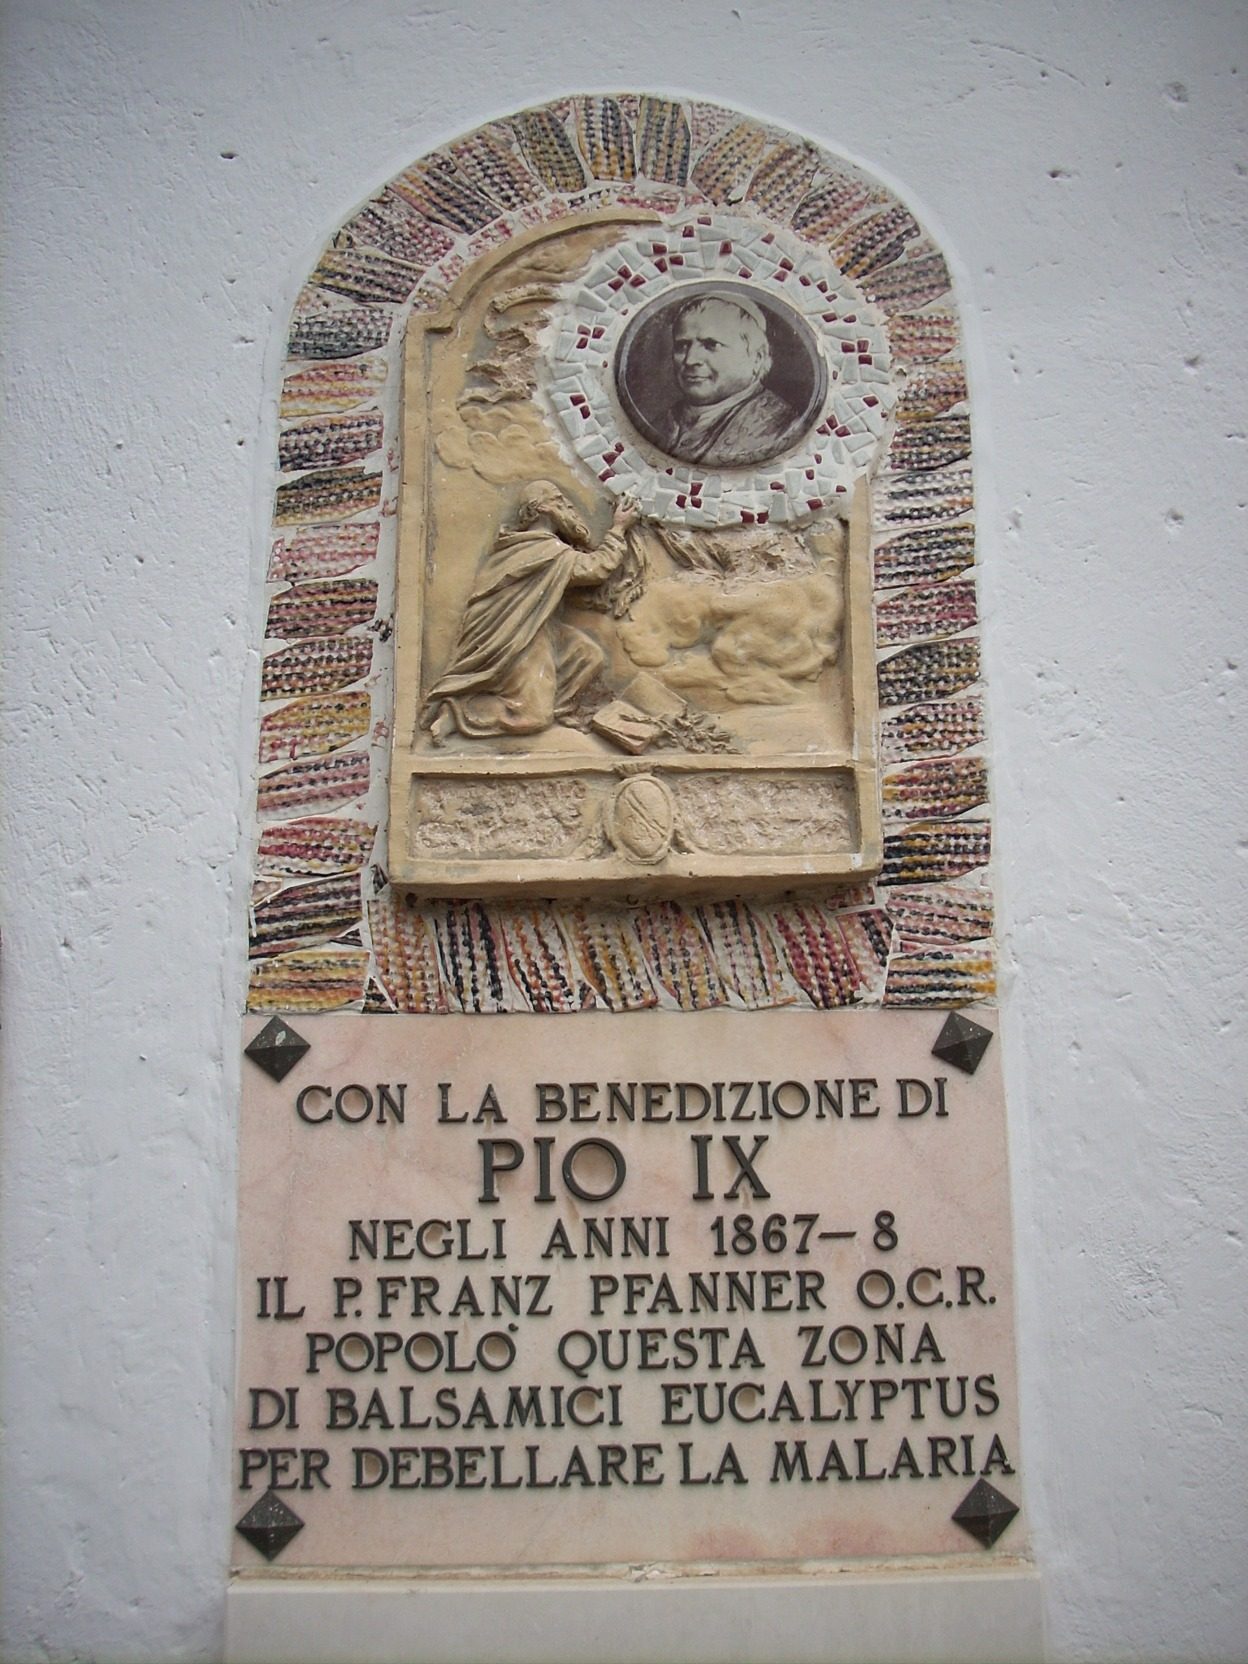 CON LA BENEDIZIONE DI
PIO IX
NEGLI ANNI 1867-8
IL P. FRANZ PFANNER O.C.R.
POPOLÒ QUESTA ZONA
DI BALSAMICI EUCALYPTUS
PER DEBELLARE LA MALARIA